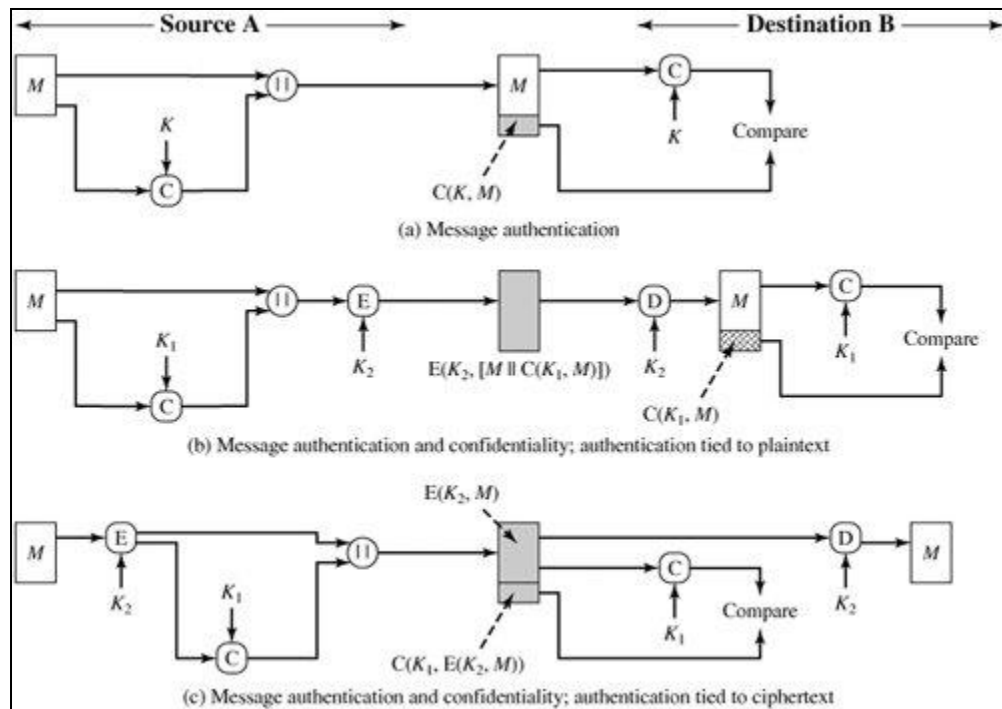 Source A
Destination B
M
K
C
||
M
C(K, M)
C
K
Compare
(a) Message authentication
M
K₁
C
||
E
K₂
E(K₂, [M || C(K₁, M)])
D
K₂
M
C(K₁, M)
C
K₁
Compare
(b) Message authentication and confidentiality; authentication tied to plaintext
M
E
K₂
K₁
C
||
E(K₂, M)
C(K₁, E(K₂, M))
C
K₁
Compare
D
K₂
M
(c) Message authentication and confidentiality; authentication tied to ciphertext